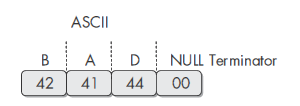 ASCII
B A D NULL Terminator
42 41 44 00